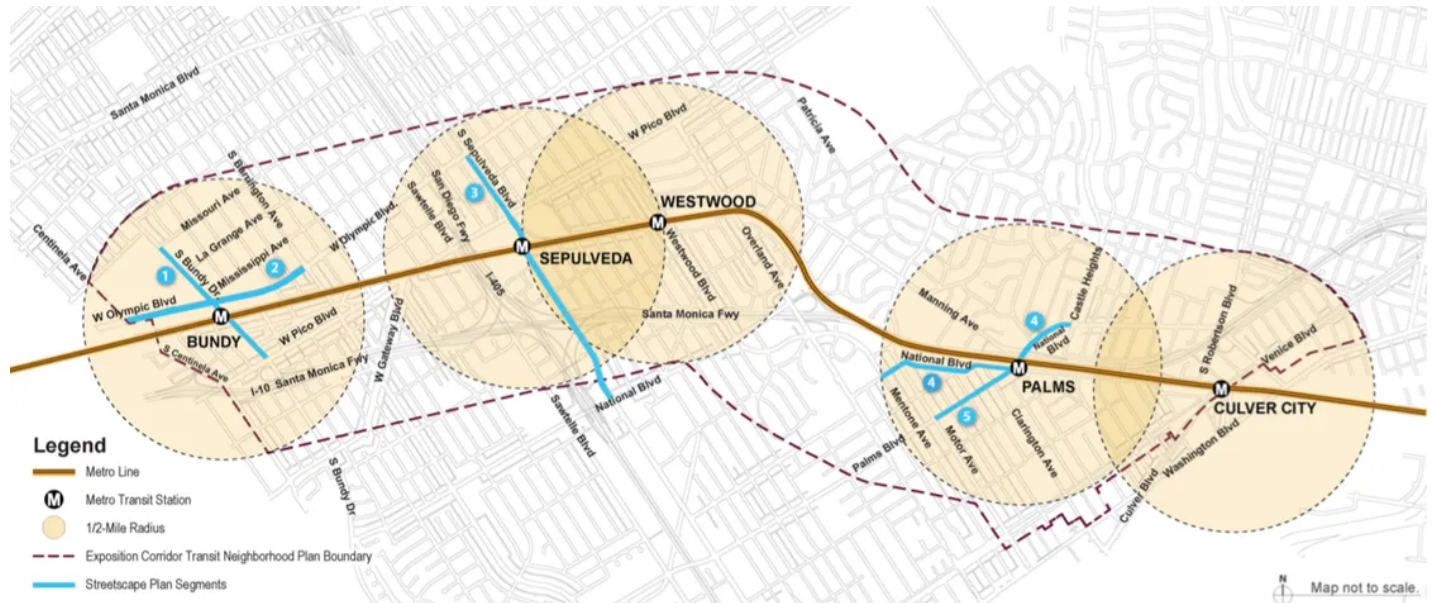 Santa Monica Blvd
Patricia Ave
W Pico Blvd
S Barrington Ave
Missouri Ave
La Grange Ave
Mississippi Ave
S Bundy Dr
Centinela Ave
W Olympic Blvd
W Olympic Blvd.
1
2
3
S Sepulveda Blvd
San Diego Fwy
Sawtelle Blvd
I-405
M
M
M
M
M
WESTWOOD
SEPULVEDA
BUNDY
Westwood Blvd
Overland Ave
Santa Monica Fwy
W Pico Blvd
S Centinela Ave
I-10 Santa Monica Fwy
W Gateway Blvd
Sawtelle Blvd
National Blvd
S Bundy Dr
Manning Ave
Castle Heights
4
National
Blvd
National Blvd
4
5
PALMS
Mentone Ave
Motor Ave
Clarington Ave
Palms Blvd
S Robertson Blvd
Venice Blvd
CULVER CITY
Washington Blvd
Culver Blvd
Legend
Metro Line
M
Metro Transit Station
1/2-Mile Radius
Exposition Corridor Transit Neighborhood Plan Boundary
Streetscape Plan Segments
N
Map not to scale.